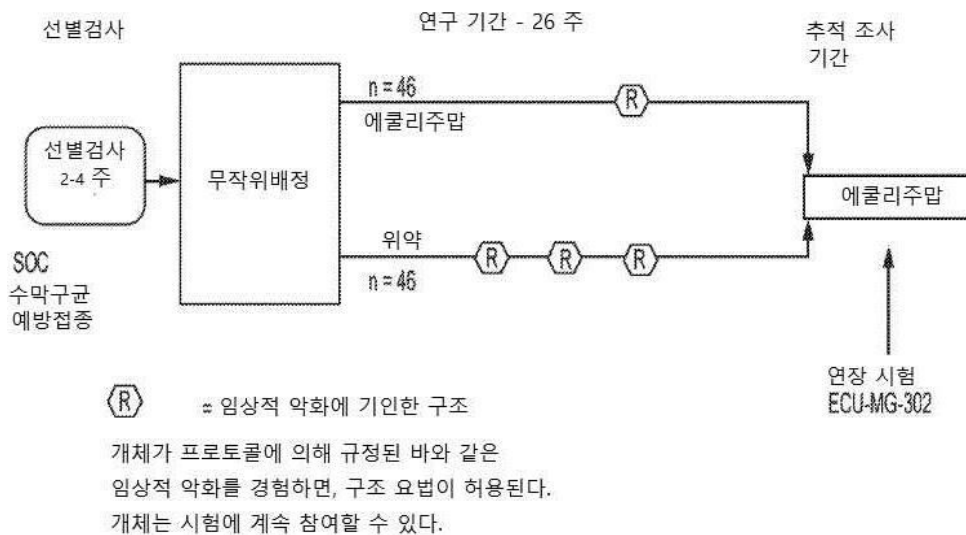 선별검사
연구 기간 - 26 주
추적 조사
기간
n = 46
에쿨리주맙
R
선별검사
2-4 주
무작위배정
에쿨리주맙
위약
R R R
n = 46
SOC
수막구균
예방접종
연장 시험
ECU-MG-302
R = 임상적 악화에 기인한 구조
개체가 프로토콜에 의해 규정된 바와 같은
임상적 악화를 경험하면, 구조 요법이 허용된다.
개체는 시험에 계속 참여할 수 있다.